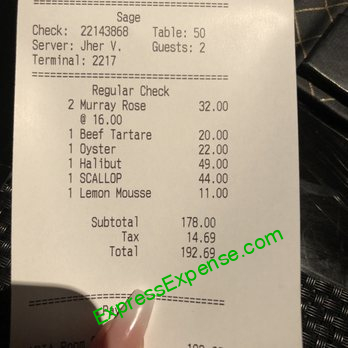 ==============================
Sage
Check: 22143868 Table: 50
Server: Jher V. Guests: 2
Terminal: 2217
==============================
Regular Check
2 Murray Rose 32.00
@ 16.00
1 Beef Tartare 20.00
1 Oyster 22.00
1 Halibut 49.00
1 SCALLOP 44.00
1 Lemon Mousse 11.00
Subtotal 178.00
Tax 14.69
Total 192.69
ExpressExpense.com